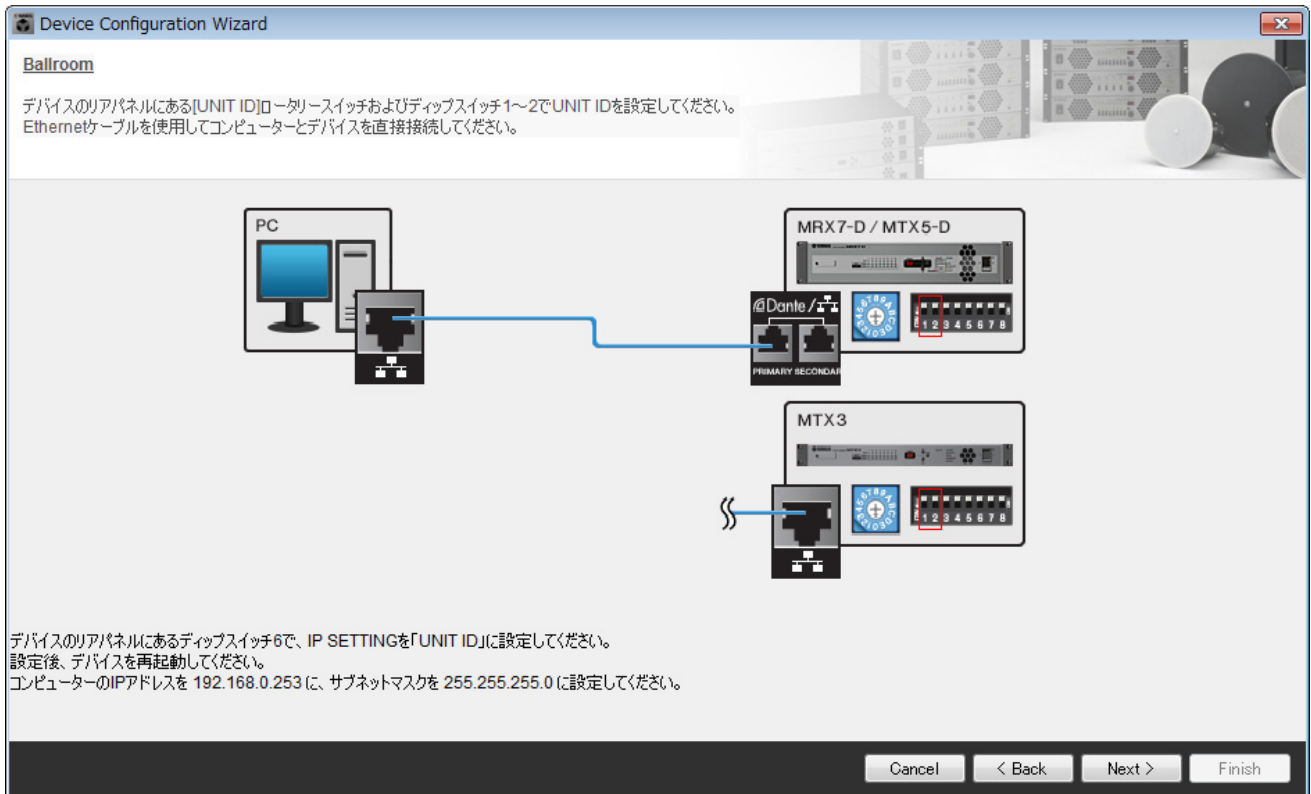 Device Configuration Wizard
Ballroom
デバイスのリアパネルにある[UNIT ID]ロータリースイッチおよびディップスイッチ1～2でUNIT IDを設定してください。
Ethernetケーブルを使用してコンピューターとデバイスを直接接続してください。
PC
MRX7-D / MTX5-D
Dante /
1 2 3 4 5 6 7 8
PRIMARY SECONDAR
MTX3
1 2 3 4 5 6 7 8
デバイスのリアパネルにあるディップスイッチ6で、IP SETTINGを「UNIT ID」に設定してください。
設定後、デバイスを再起動してください。
コンピューターのIPアドレスを 192.168.0.253 に、サブネットマスクを 255.255.255.0 に設定してください。
Cancel
< Back
Next >
Finish